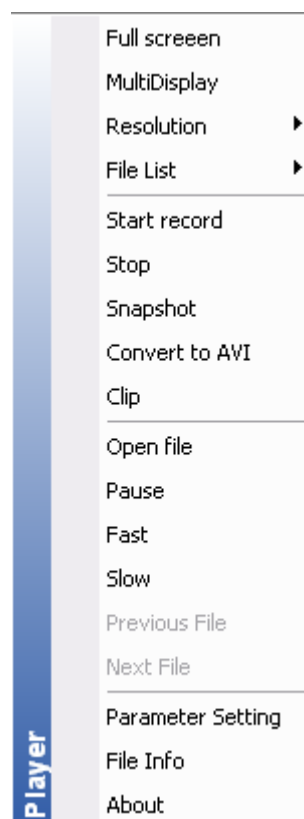 Full screeen
MultiDisplay
Resolution
File List
Start record
Stop
Snapshot
Convert to AVI
Clip
Open file
Pause
Fast
Slow
Previous File
Next File
Parameter Setting
File Info
About
Player